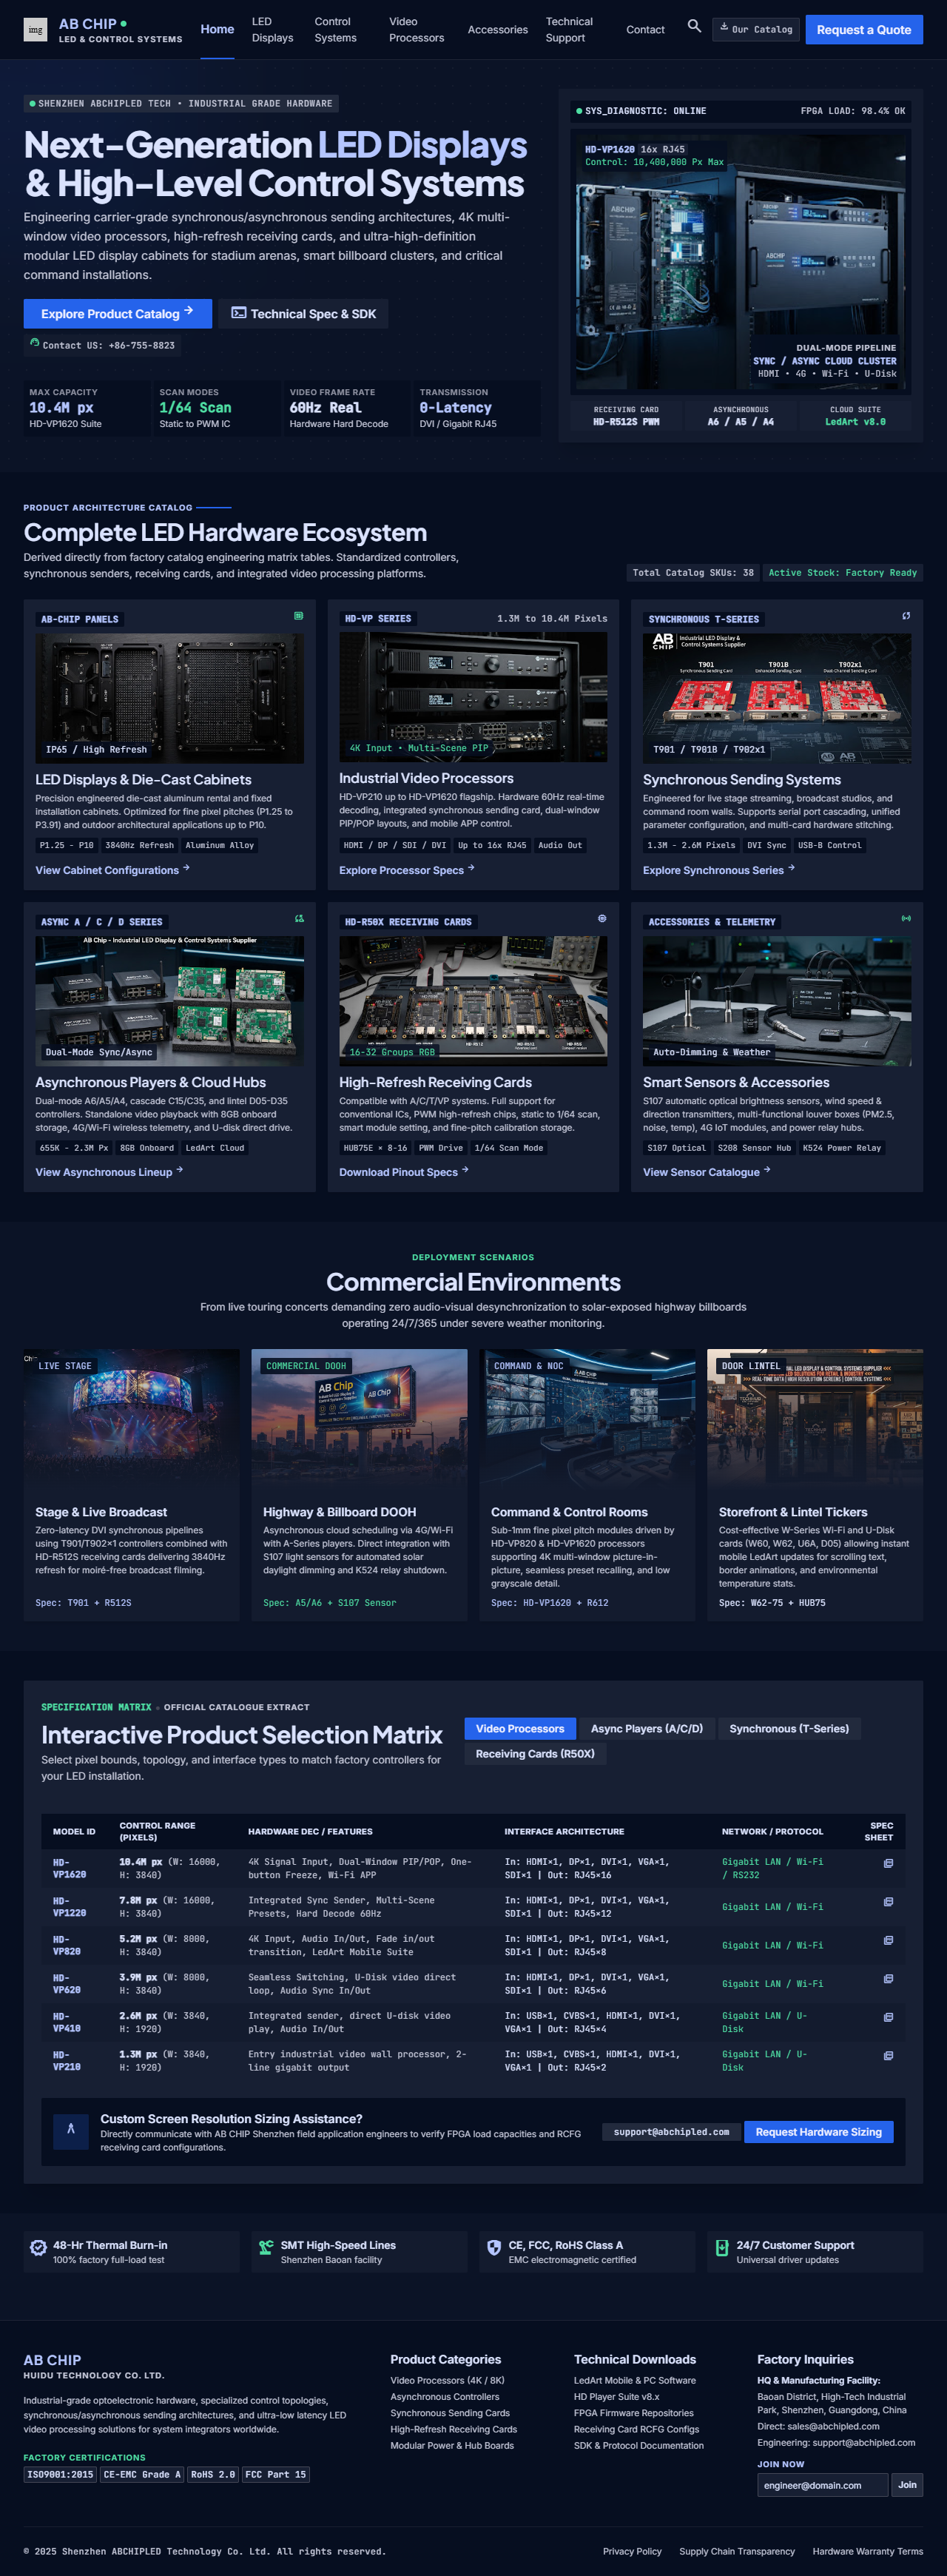 img
AB CHIP
LED & CONTROL SYSTEMS
Home
LED Displays
Control Systems
Video Processors
Accessories
Technical Support
Contact
Our Catalog
Request a Quote
SHENZHEN ABCHIPLED TECH • INDUSTRIAL GRADE HARDWARE
Next-Generation LED Displays
& High-Level Control Systems
Engineering carrier-grade synchronous/asynchronous sending architectures, 4K multi-
window video processors, high-refresh receiving cards, and ultra-high-definition
modular LED display cabinets for stadium arenas, smart billboard clusters, and critical
command installations.
Explore Product Catalog →
Technical Spec & SDK
Contact US: +86-755-8823
MAX CAPACITY
10.4M px
HD-VP1620 Suite
SCAN MODES
1/64 Scan
Static to PWM IC
VIDEO FRAME RATE
60Hz Real
Hardware Hard Decode
TRANSMISSION
0-Latency
DVI / Gigabit RJ45
SYS_DIAGNOSTIC: ONLINE
FPGA LOAD: 98.4% OK
HD-VP1620 16x RJ45
Control: 10,400,000 Px Max
ABCHIP
ABCHIP
DUAL-MODE PIPELINE
SYNC / ASYNC CLOUD CLUSTER
HDMI • 4G • Wi-Fi • U-Disk
RECEIVING CARD
HD-R512S PWM
ASYNCHRONOUS
A6 / A5 / A4
CLOUD SUITE
LedArt v8.0
PRODUCT ARCHITECTURE CATALOG
Complete LED Hardware Ecosystem
Derived directly from factory catalog engineering matrix tables. Standardized controllers,
synchronous senders, receiving cards, and integrated video processing platforms.
Total Catalog SKUs: 38
Active Stock: Factory Ready
AB-CHIP PANELS
IP65 / High Refresh
LED Displays & Die-Cast Cabinets
Precision engineered die-cast aluminum rental and fixed
installation cabinets. Optimized for fine pixel pitches (P1.25 to
P3.91) and outdoor architectural applications up to P10.
P1.25 - P10
3840Hz Refresh
Aluminum Alloy
View Cabinet Configurations →
HD-VP SERIES
1.3M to 10.4M Pixels
4K Input • Multi-Scene PIP
Industrial Video Processors
HD-VP210 up to HD-VP1620 flagship. Hardware 60Hz real-time
decoding, integrated synchronous sending card, dual-window
PIP/POP layouts, and mobile APP control.
HDMI / DP / SDI / DVI
Up to 16x RJ45
Audio Out
Explore Processor Specs →
SYNCHRONOUS T-SERIES
AB CHIP
Industrial LED Display &
Control Systems Supplier
T901
Synchronous Sending Card
T901B
Enhanced Sending Card
T902x1
Dual-Channel Sending Card
T901 / T901B / T902x1
AB CHIP
Synchronous Sending Systems
Engineered for live stage streaming, broadcast studios, and
command room walls. Supports serial port cascading, unified
parameter configuration, and multi-card hardware stitching.
1.3M - 2.6M Pixels
DVI Sync
USB-B Control
Explore Synchronous Series →
ASYNC A / C / D SERIES
AB Chip - Industrial LED Display & Control Systems Supplier
Dual-Mode Sync/Async
Asynchronous Players & Cloud Hubs
Dual-mode A6/A5/A4, cascade C15/C35, and lintel D05-D35
controllers. Standalone video playback with 8GB onboard
storage, 4G/Wi-Fi wireless telemetry, and U-disk direct drive.
655K - 2.3M Px
8GB Onboard
LedArt Cloud
View Asynchronous Lineup →
HD-R50X RECEIVING CARDS
16-32 Groups RGB
High-Refresh Receiving Cards
Compatible with A/C/T/VP systems. Full support for
conventional ICs, PWM high-refresh chips, static to 1/64 scan,
smart module setting, and fine-pitch calibration storage.
HUB75E × 8-16
PWM Drive
1/64 Scan Mode
Download Pinout Specs →
ACCESSORIES & TELEMETRY
Auto-Dimming & Weather
Smart Sensors & Accessories
S107 automatic optical brightness sensors, wind speed &
direction transmitters, multi-functional louver boxes (PM2.5,
noise, temp), 4G IoT modules, and power relay hubs.
S107 Optical
S208 Sensor Hub
K524 Power Relay
View Sensor Catalogue →
DEPLOYMENT SCENARIOS
Commercial Environments
From live touring concerts demanding zero audio-visual desynchronization to solar-exposed highway billboards
operating 24/7/365 under severe weather monitoring.
LIVE STAGE
Stage & Live Broadcast
Zero-latency DVI synchronous pipelines
using T901/T902×1 controllers combined with
HD-R512S receiving cards delivering 3840Hz
refresh for moiré-free broadcast filming.
Spec: T901 + R512S
COMMERCIAL DOOH
AB Chip
AB Chip
Highway & Billboard DOOH
Asynchronous cloud scheduling via 4G/Wi-Fi
with A-Series players. Direct integration with
S107 light sensors for automated solar
daylight dimming and K524 relay shutdown.
Spec: A5/A6 + S107 Sensor
COMMAND & NOC
Command & Control Rooms
Sub-1mm fine pixel pitch modules driven by
HD-VP820 & HD-VP1620 processors
supporting 4K multi-window picture-in-
picture, seamless preset recalling, and low
grayscale detail.
Spec: HD-VP1620 + R612
DOOR LINTEL
Storefront & Lintel Tickers
Cost-effective W-Series Wi-Fi and U-Disk
cards (W60, W62, U6A, D05) allowing instant
mobile LedArt updates for scrolling text,
border animations, and environmental
temperature stats.
Spec: W62-75 + HUB75
SPECIFICATION MATRIX • OFFICIAL CATALOGUE EXTRACT
Interactive Product Selection Matrix
Select pixel bounds, topology, and interface types to match factory controllers for
your LED installation.
Video Processors
Async Players (A/C/D)
Synchronous (T-Series)
Receiving Cards (R50X)
MODEL ID
CONTROL RANGE (PIXELS)
HARDWARE DEC / FEATURES
INTERFACE ARCHITECTURE
NETWORK / PROTOCOL
SPEC SHEET
HD-VP1620
10.4M px (W: 16000, H: 3840)
4K Signal Input, Dual-Window PIP/POP, One-button Freeze, Wi-Fi APP
In: HDMI×1, DP×1, DVI×1, VGA×1, SDI×1 | Out: RJ45×16
Gigabit LAN / Wi-Fi / RS232
HD-VP1220
7.8M px (W: 16000, H: 3840)
Integrated Sync Sender, Multi-Scene Presets, Hard Decode 60Hz
In: HDMI×1, DP×1, DVI×1, VGA×1, SDI×1 | Out: RJ45×12
Gigabit LAN / Wi-Fi
HD-VP820
5.2M px (W: 8000, H: 3840)
4K Input, Audio In/Out, Fade in/out transition, LedArt Mobile Suite
In: HDMI×1, DP×1, DVI×1, VGA×1, SDI×1 | Out: RJ45×8
Gigabit LAN / Wi-Fi
HD-VP620
3.9M px (W: 8000, H: 3840)
Seamless Switching, U-Disk video direct loop, Audio Sync In/Out
In: HDMI×1, DP×1, DVI×1, VGA×1, SDI×1 | Out: RJ45×6
Gigabit LAN / Wi-Fi
HD-VP410
2.6M px (W: 3840, H: 1920)
Integrated sender, direct U-disk video play, Audio In/Out
In: USB×1, CVBS×1, HDMI×1, DVI×1, VGA×1 | Out: RJ45×4
Gigabit LAN / U-Disk
HD-VP210
1.3M px (W: 3840, H: 1920)
Entry industrial video wall processor, 2-line gigabit output
In: USB×1, CVBS×1, HDMI×1, DVI×1, VGA×1 | Out: RJ45×2
Gigabit LAN / U-Disk
Custom Screen Resolution Sizing Assistance?
Directly communicate with AB CHIP Shenzhen field application engineers to verify FPGA load capacities and RCFG
receiving card configurations.
support@abchipled.com
Request Hardware Sizing
48-Hr Thermal Burn-in
100% factory full-load test
SMT High-Speed Lines
Shenzhen Baoan facility
CE, FCC, RoHS Class A
EMC electromagnetic certified
24/7 Customer Support
Universal driver updates
AB CHIP
HUIDU TECHNOLOGY CO. LTD.
Industrial-grade optoelectronic hardware, specialized control topologies,
synchronous/asynchronous sending architectures, and ultra-low latency LED
video processing solutions for system integrators worldwide.
FACTORY CERTIFICATIONS
ISO9001:2015
CE-EMC Grade A
RoHS 2.0
FCC Part 15
Product Categories
Video Processors (4K / 8K)
Asynchronous Controllers
Synchronous Sending Cards
High-Refresh Receiving Cards
Modular Power & Hub Boards
Technical Downloads
LedArt Mobile & PC Software
HD Player Suite v8.x
FPGA Firmware Repositories
Receiving Card RCFG Configs
SDK & Protocol Documentation
Factory Inquiries
HQ & Manufacturing Facility:
Baoan District, High-Tech Industrial
Park, Shenzhen, Guangdong, China
Direct: sales@abchipled.com
Engineering: support@abchipled.com
JOIN NOW
engineer@domain.com
Join
© 2025 Shenzhen ABCHIPLED Technology Co. Ltd. All rights reserved.
Privacy Policy
Supply Chain Transparency
Hardware Warranty Terms